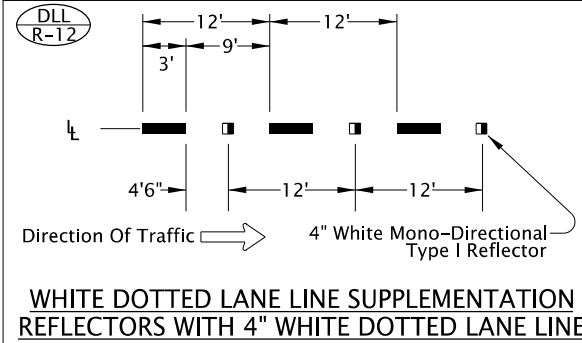 DLL
R-12
12' 12'
3' 9'
LL
4'6" 12' 12'
Direction Of Traffic
4" White Mono-Directional
Type I Reflector
WHITE DOTTED LANE LINE SUPPLEMENTATION
REFLECTORS WITH 4" WHITE DOTTED LANE LINE